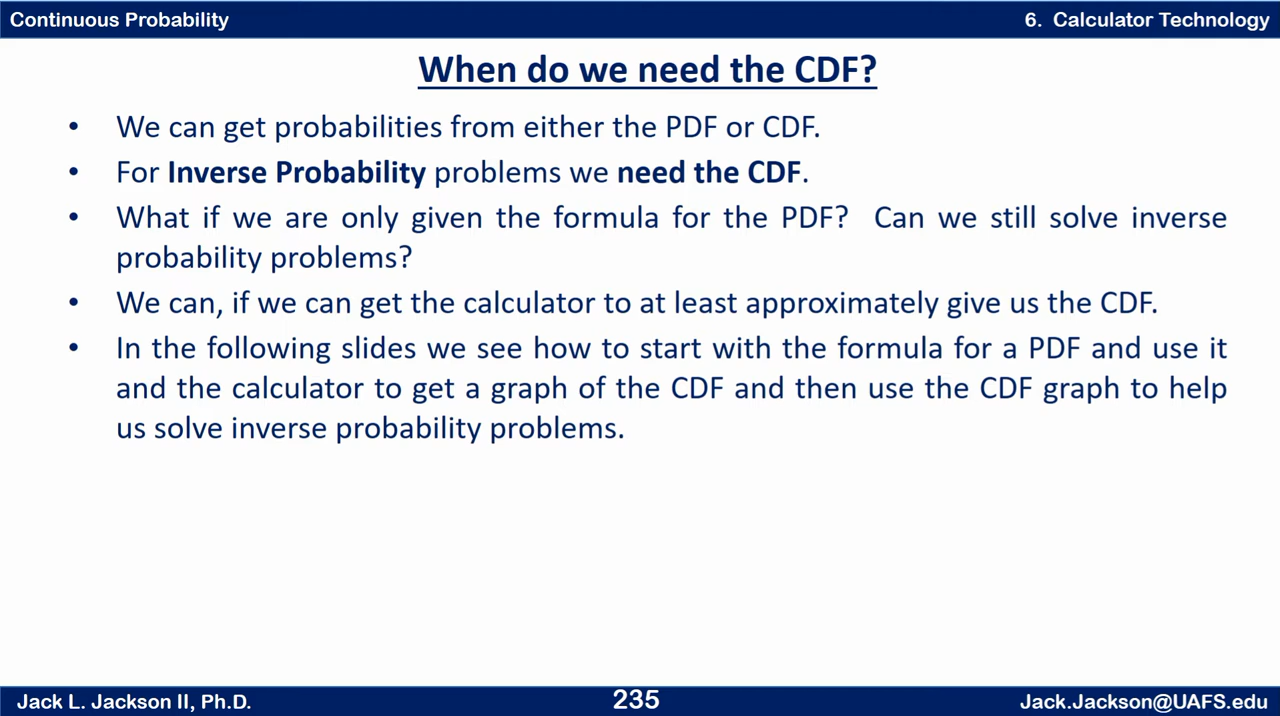 Continuous Probability
6. Calculator Technology
When do we need the CDF?
• We can get probabilities from either the PDF or CDF.
• For Inverse Probability problems we need the CDF.
• What if we are only given the formula for the PDF? Can we still solve inverse
probability problems?
• We can, if we can get the calculator to at least approximately give us the CDF.
• In the following slides we see how to start with the formula for a PDF and use it
and the calculator to get a graph of the CDF and then use the CDF graph to help
us solve inverse probability problems.
Jack L. Jackson II, Ph.D.
235
Jack.Jackson@UAFS.edu